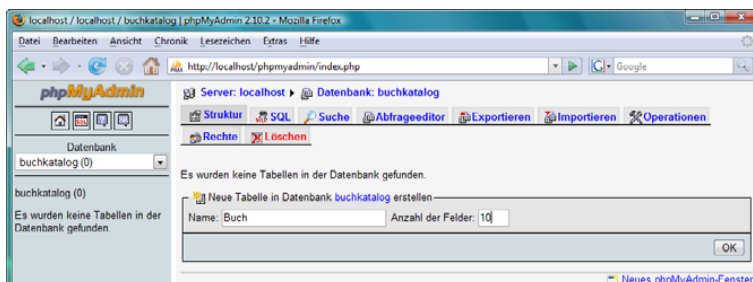 localhost / localhost / buchkatalog | phpMyAdmin 2.10.2 - Mozilla Firefox
Datei Bearbeiten Ansicht Chronik Lesezeichen Extras Hilfe
http://localhost/phpmyadmin/index.php
G Google
phpMyAdmin
SQL
Datenbank
buchkatalog (0)
buchkatalog (0)
Es wurden keine Tabellen in der
Datenbank gefunden.
Server: localhost Datenbank: buchkatalog
Struktur SQL Suche Abfrageeditor Exportieren Importieren Operationen
Rechte Löschen
Es wurden keine Tabellen in der Datenbank gefunden.
Neue Tabelle in Datenbank buchkatalog erstellen
Name: Buch Anzahl der Felder: 10
OK
Neues phpMyAdmin-Fenster